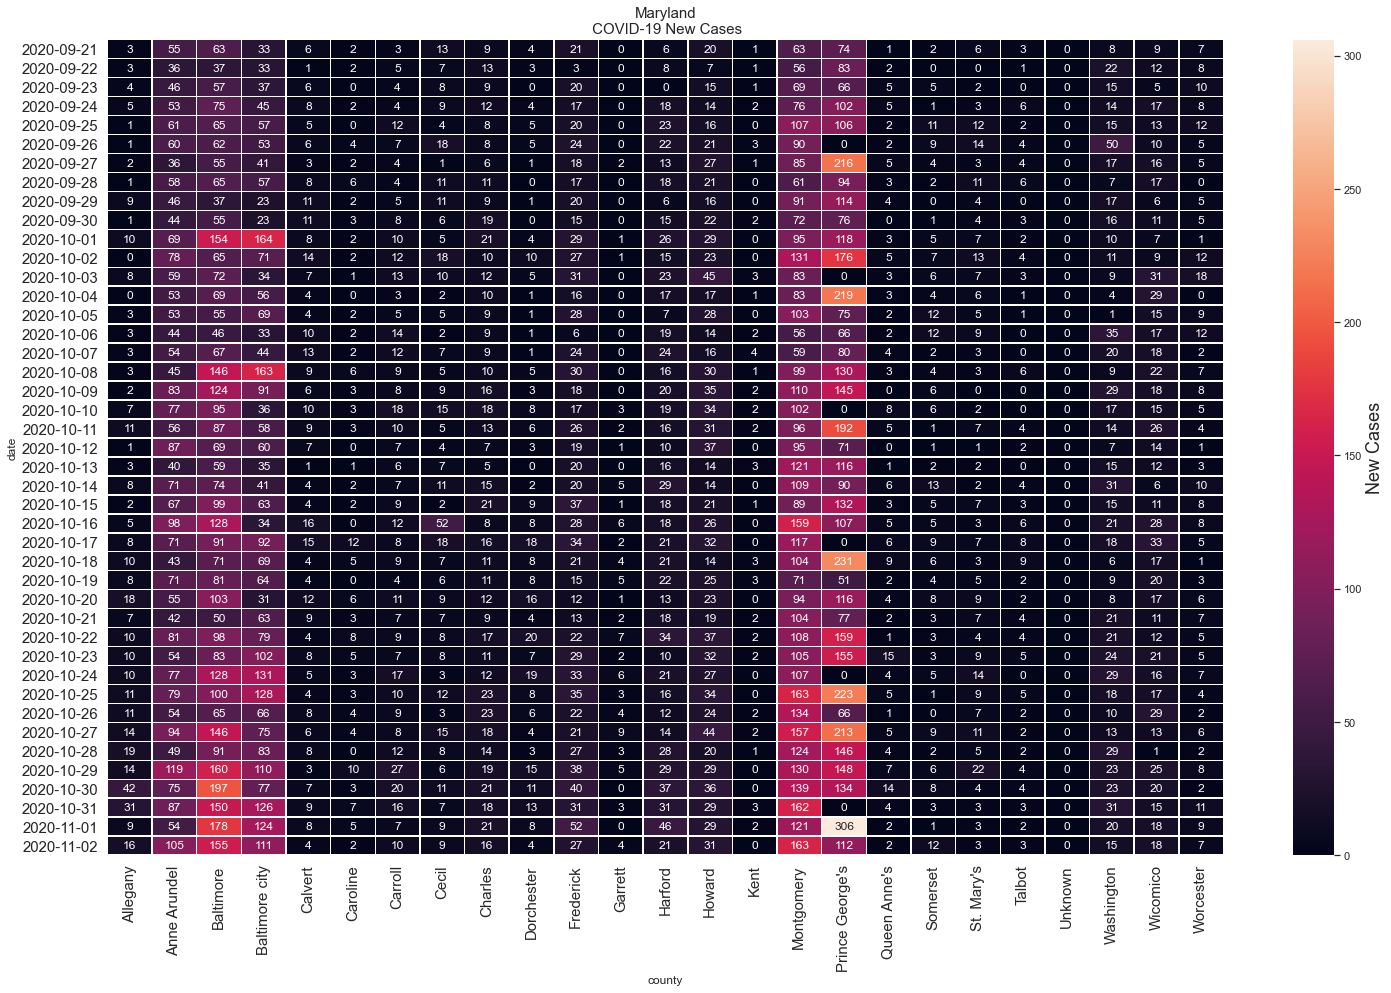 Maryland
COVID-19 New Cases
2020-09-21 3 55 63 33 6 2 3 13 9 4 21 0 6 20 1 63 74 1 2 6 3 0 8 9 7
2020-09-22 3 36 37 33 1 2 5 7 13 3 3 0 8 7 1 56 83 2 0 0 1 0 22 12 8
2020-09-23 4 46 57 37 6 0 4 8 9 0 20 0 0 15 1 69 66 5 5 2 0 0 15 5 10
2020-09-24 5 53 75 45 8 2 4 9 12 4 17 0 18 14 2 76 102 5 1 3 6 0 14 17 8
2020-09-25 1 61 65 57 5 0 12 4 8 5 20 0 23 16 0 107 106 2 11 12 2 0 15 13 12
2020-09-26 1 60 62 53 6 4 7 18 8 5 24 0 22 21 3 90 0 2 9 14 4 0 50 10 5
2020-09-27 2 36 55 41 3 2 4 1 6 1 18 2 13 27 1 85 216 5 4 3 4 0 17 16 5
2020-09-28 1 58 65 57 8 6 4 11 11 0 17 0 18 21 0 61 94 3 2 11 6 0 7 17 0
2020-09-29 9 46 37 23 11 2 5 11 9 1 20 0 6 16 0 91 114 4 0 4 0 0 17 6 5
2020-09-30 1 44 55 23 11 3 8 6 19 0 15 0 15 22 2 72 76 0 1 4 3 0 16 11 5
2020-10-01 10 69 154 164 8 2 10 5 21 4 29 1 26 29 0 95 118 3 5 7 2 0 10 7 1
2020-10-02 0 78 65 71 14 2 12 18 10 10 27 1 15 23 0 131 176 5 7 13 4 0 11 9 12
2020-10-03 8 59 72 34 7 1 13 10 12 5 31 0 23 45 3 83 0 3 6 7 3 0 9 31 18
2020-10-04 0 53 69 56 4 0 3 2 10 1 16 0 17 17 1 83 219 3 4 6 1 0 4 29 0
2020-10-05 3 53 55 69 4 2 5 5 9 1 28 0 7 28 0 103 75 2 12 5 1 0 1 15 9
2020-10-06 3 44 46 33 10 2 14 2 9 1 6 0 19 14 2 56 66 2 12 9 0 0 35 17 12
2020-10-07 3 54 67 44 13 2 12 7 9 1 24 0 24 16 4 59 80 4 2 3 0 0 20 18 2
2020-10-08 3 45 146 163 9 6 9 5 10 5 30 0 16 30 1 99 130 3 4 3 6 0 9 22 7
2020-10-09 2 83 124 91 6 3 8 9 16 3 18 0 20 35 2 110 145 0 6 0 0 0 29 18 8
2020-10-10 7 77 95 36 10 3 18 15 18 8 17 3 19 34 2 102 0 8 6 2 0 0 17 15 5
2020-10-11 11 56 87 58 9 3 10 5 13 6 26 2 16 31 2 96 192 5 1 7 4 0 14 26 4
2020-10-12 1 87 69 60 7 0 7 4 7 3 19 1 10 37 0 95 71 0 1 1 2 0 7 14 1
2020-10-13 3 40 59 35 1 1 6 7 5 0 20 0 16 14 3 121 116 1 2 2 0 0 15 12 3
2020-10-14 8 71 74 41 4 2 7 11 15 2 20 5 29 14 0 109 90 6 13 2 4 0 31 6 10
2020-10-15 2 67 99 63 4 2 9 2 21 9 37 1 18 21 1 89 132 3 5 7 3 0 15 11 8
2020-10-16 5 98 128 34 16 0 12 52 8 8 28 6 18 26 0 159 107 5 5 3 6 0 21 28 8
2020-10-17 8 71 91 92 15 12 8 18 16 18 34 2 21 32 0 117 0 6 9 7 8 0 18 33 5
2020-10-18 10 43 71 69 4 5 9 7 11 8 21 4 21 14 3 104 231 9 6 3 9 0 6 17 1
2020-10-19 8 71 81 64 4 0 4 6 11 8 15 5 22 25 3 71 51 2 4 5 2 0 9 20 3
2020-10-20 18 55 103 31 12 6 11 9 12 16 12 1 13 23 0 94 116 4 8 9 2 0 8 17 6
2020-10-21 7 42 50 63 9 3 7 7 9 4 13 2 18 19 2 104 77 2 3 7 4 0 21 11 7
2020-10-22 10 81 98 79 4 8 9 8 17 20 22 7 34 37 2 108 159 1 3 4 4 0 21 12 5
2020-10-23 10 54 83 102 8 5 7 8 11 7 29 2 10 32 2 105 155 15 3 9 5 0 24 21 5
2020-10-24 10 77 128 131 5 3 17 3 12 19 33 6 21 27 0 107 0 4 5 14 0 0 29 16 7
2020-10-25 11 79 100 128 4 3 10 12 23 8 35 3 16 34 0 163 223 5 1 9 5 0 18 17 4
2020-10-26 11 54 65 66 8 4 9 3 23 6 22 4 12 24 2 134 66 1 0 7 2 0 10 29 2
2020-10-27 14 94 146 75 6 4 8 15 18 4 21 9 14 44 2 157 213 5 9 11 2 0 13 13 6
2020-10-28 19 49 91 83 8 0 12 8 14 3 27 3 28 20 1 124 146 4 2 5 2 0 29 1 2
2020-10-29 14 119 160 110 3 10 27 6 19 15 38 5 29 29 0 130 148 7 6 22 4 0 23 25 8
2020-10-30 42 75 197 77 7 3 20 11 21 11 40 0 37 36 0 139 134 14 8 4 4 0 23 20 2
2020-10-31 31 87 150 126 9 7 16 7 18 13 31 3 31 29 3 162 0 4 3 3 3 0 31 15 11
2020-11-01 9 54 178 124 8 5 7 9 21 8 52 0 46 29 2 121 306 2 1 3 2 0 20 18 9
2020-11-02 16 105 155 111 4 2 10 9 16 4 27 4 21 31 0 163 112 2 12 3 3 0 15 18 7
date
Allegany
Anne Arundel
Baltimore
Baltimore city
Calvert
Caroline
Carroll
Cecil
Charles
Dorchester
Frederick
Garrett
Harford
Howard
Kent
Montgomery
Prince George's
Queen Anne's
Somerset
St. Mary's
Talbot
Unknown
Washington
Wicomico
Worcester
county
300
250
200
150
100
50
0
New Cases